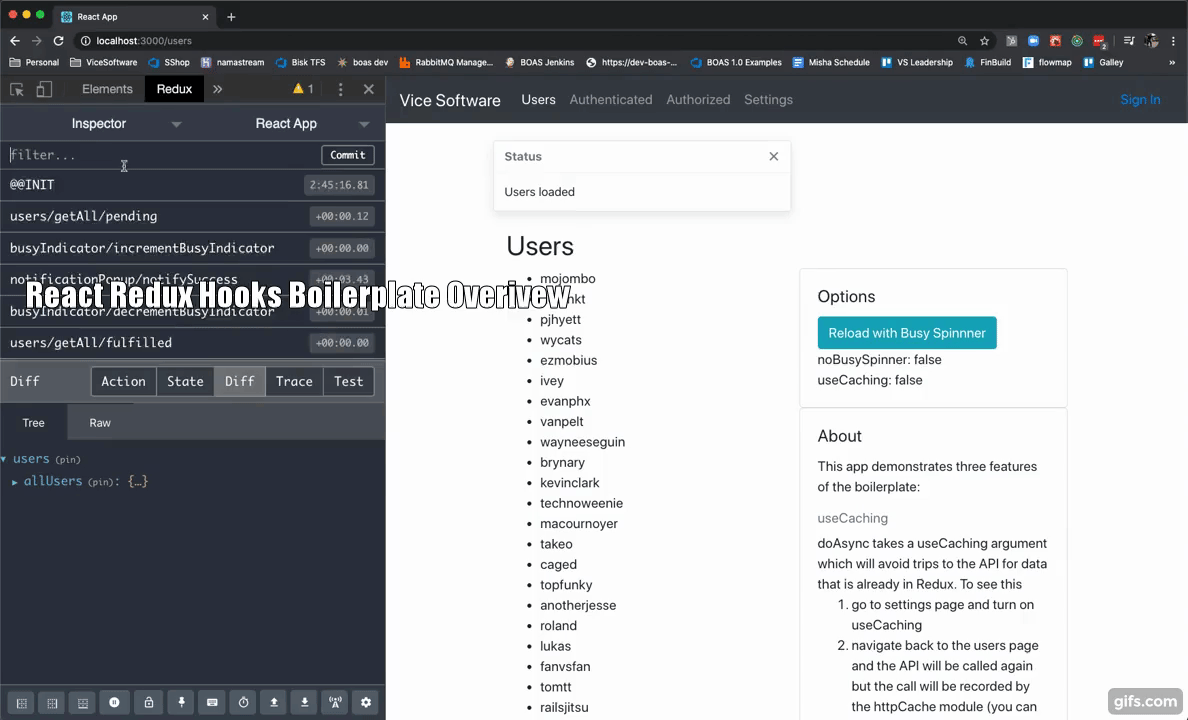 React App
localhost:3000/users
Personal ViceSoftware SShop namastream Bisk TFS boas dev RabbitMQ Manage... BOAS Jenkins https://dev-boas-... BOAS 1.0 Examples Misha Schedule VS Leadership FinBuild flowmap Galley »
Elements Redux » 1
Inspector React App
filter... Commit
@@INIT 2:45:16.81
users/getAll/pending +00:00.12
busyIndicator/incrementBusyIndicator +00:00.00
notificationPopup/notifySuccess +00:03.43
busyIndicator/decrementBusyIndicator +00:00.01
users/getAll/fulfilled +00:00.00
React Redux Hooks Boilerplate Overivew
Diff Action State Diff Trace Test
Tree Raw
users (pin)
allUsers (pin): {…}
Vice Software Users Authenticated Authorized Settings Sign In
Status
Users loaded
Users
mojombo
pjhyett
wycats
ezmobius
ivey
evanphx
vanpelt
wayneeseguin
brynary
kevinclark
technoweenie
macournoyer
takeo
caged
topfunky
anotherjesse
roland
lukas
fanvsfan
tomtt
railsjitsu
Options
Reload with Busy Spinnner
noBusySpinner: false
useCaching: false
About
This app demonstrates three features
of the boilerplate:
useCaching
doAsync takes a useCaching argument
which will avoid trips to the API for data
that is already in Redux. To see this
1. go to settings page and turn on
useCaching
2. navigate back to the users page
and the API will be called again
but the call will be recorded by
the httpCache module (you can
gifs.com